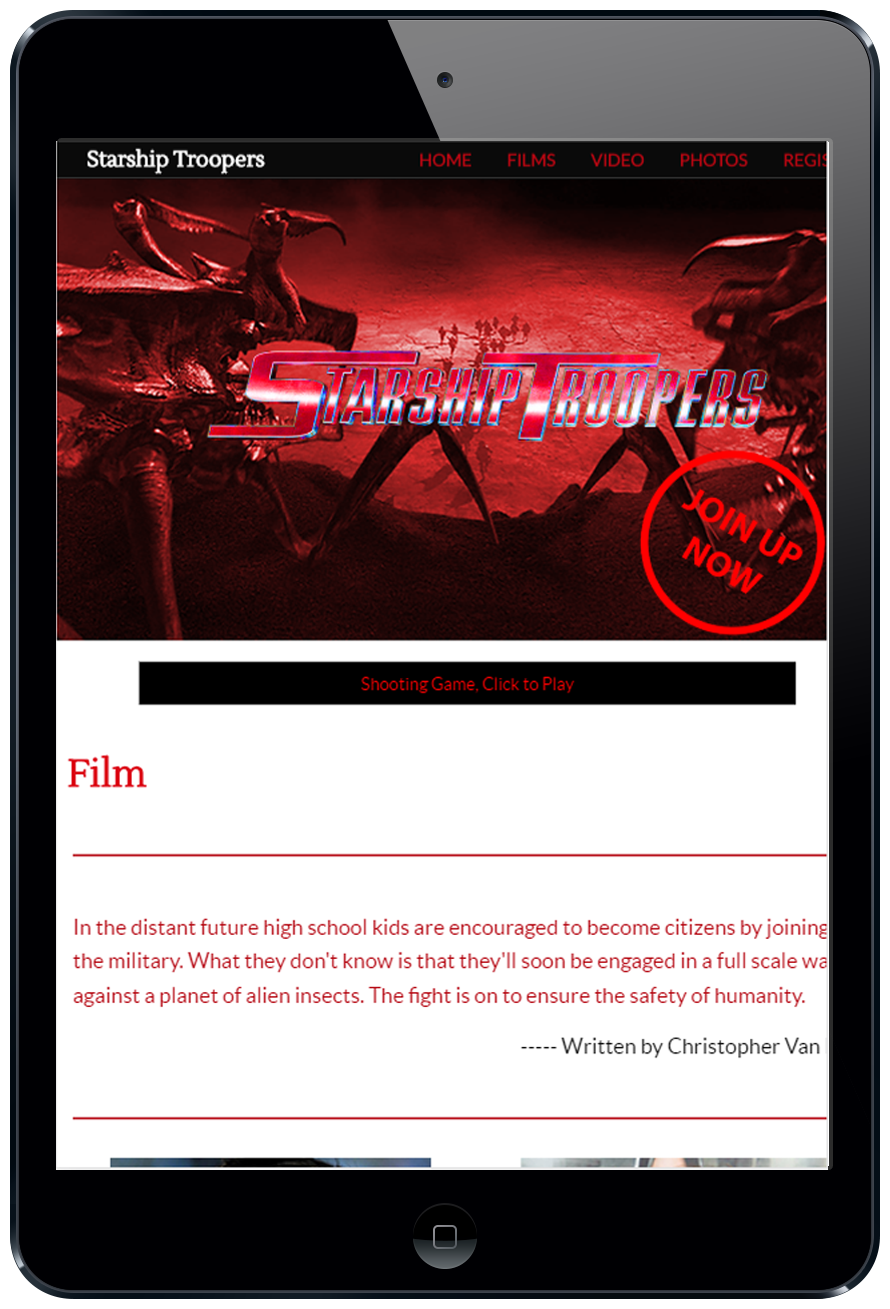 Starship Troopers HOME FILMS VIDEO PHOTOS REGIS
STARSHIP TROOPERS
JOIN UP
NOW
Shooting Game, Click to Play
Film
In the distant future high school kids are encouraged to become citizens by joining
the military. What they don't know is that they'll soon be engaged in a full scale wa
against a planet of alien insects. The fight is on to ensure the safety of humanity.
----- Written by Christopher Van